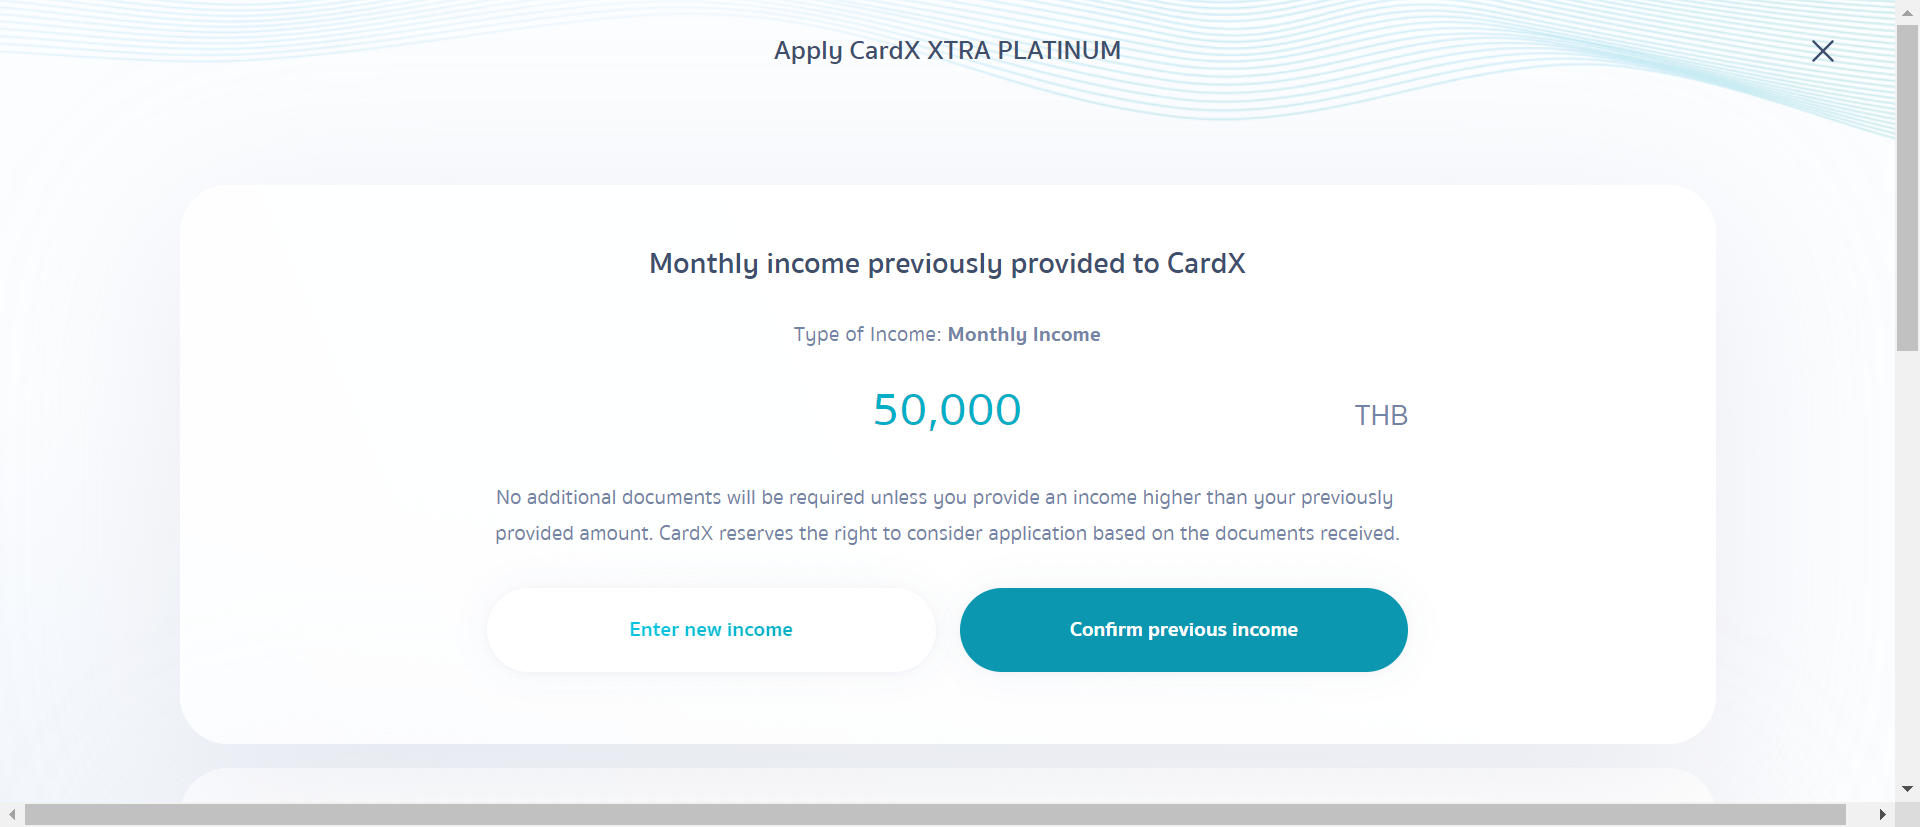 Apply CardX XTRA PLATINUM
Monthly income previously provided to CardX
Type of Income: Monthly Income
50,000 THB
No additional documents will be required unless you provide an income higher than your previously
provided amount. CardX reserves the right to consider application based on the documents received.
Enter new income Confirm previous income